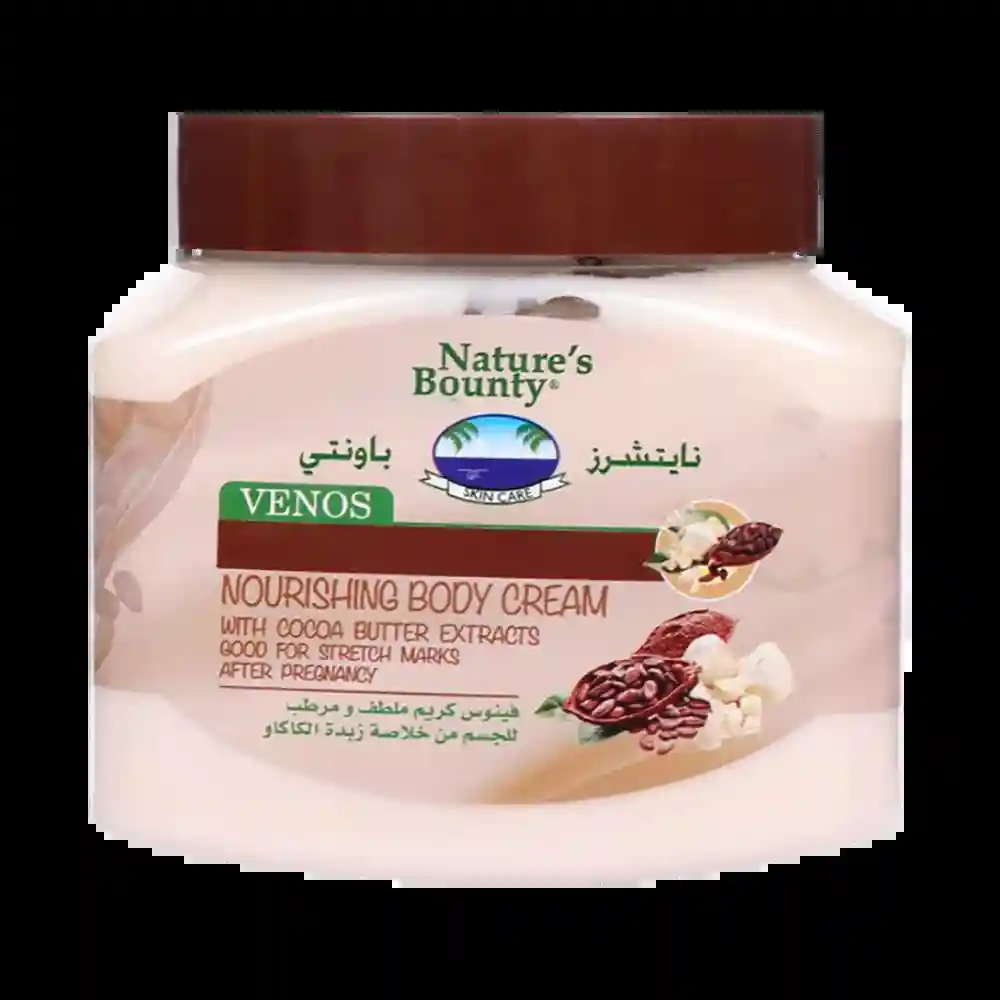 Nature's
Bounty®
باونتي
نايتشرز
SKIN CARE
VENOS
NOURISHING BODY CREAM
WITH COCOA BUTTER EXTRACTS
GOOD FOR STRETCH MARKS
AFTER PREGNANCY
فينوس كريم ملطف و مرطب
للجسم من خلاصة زبدة الكاكاو